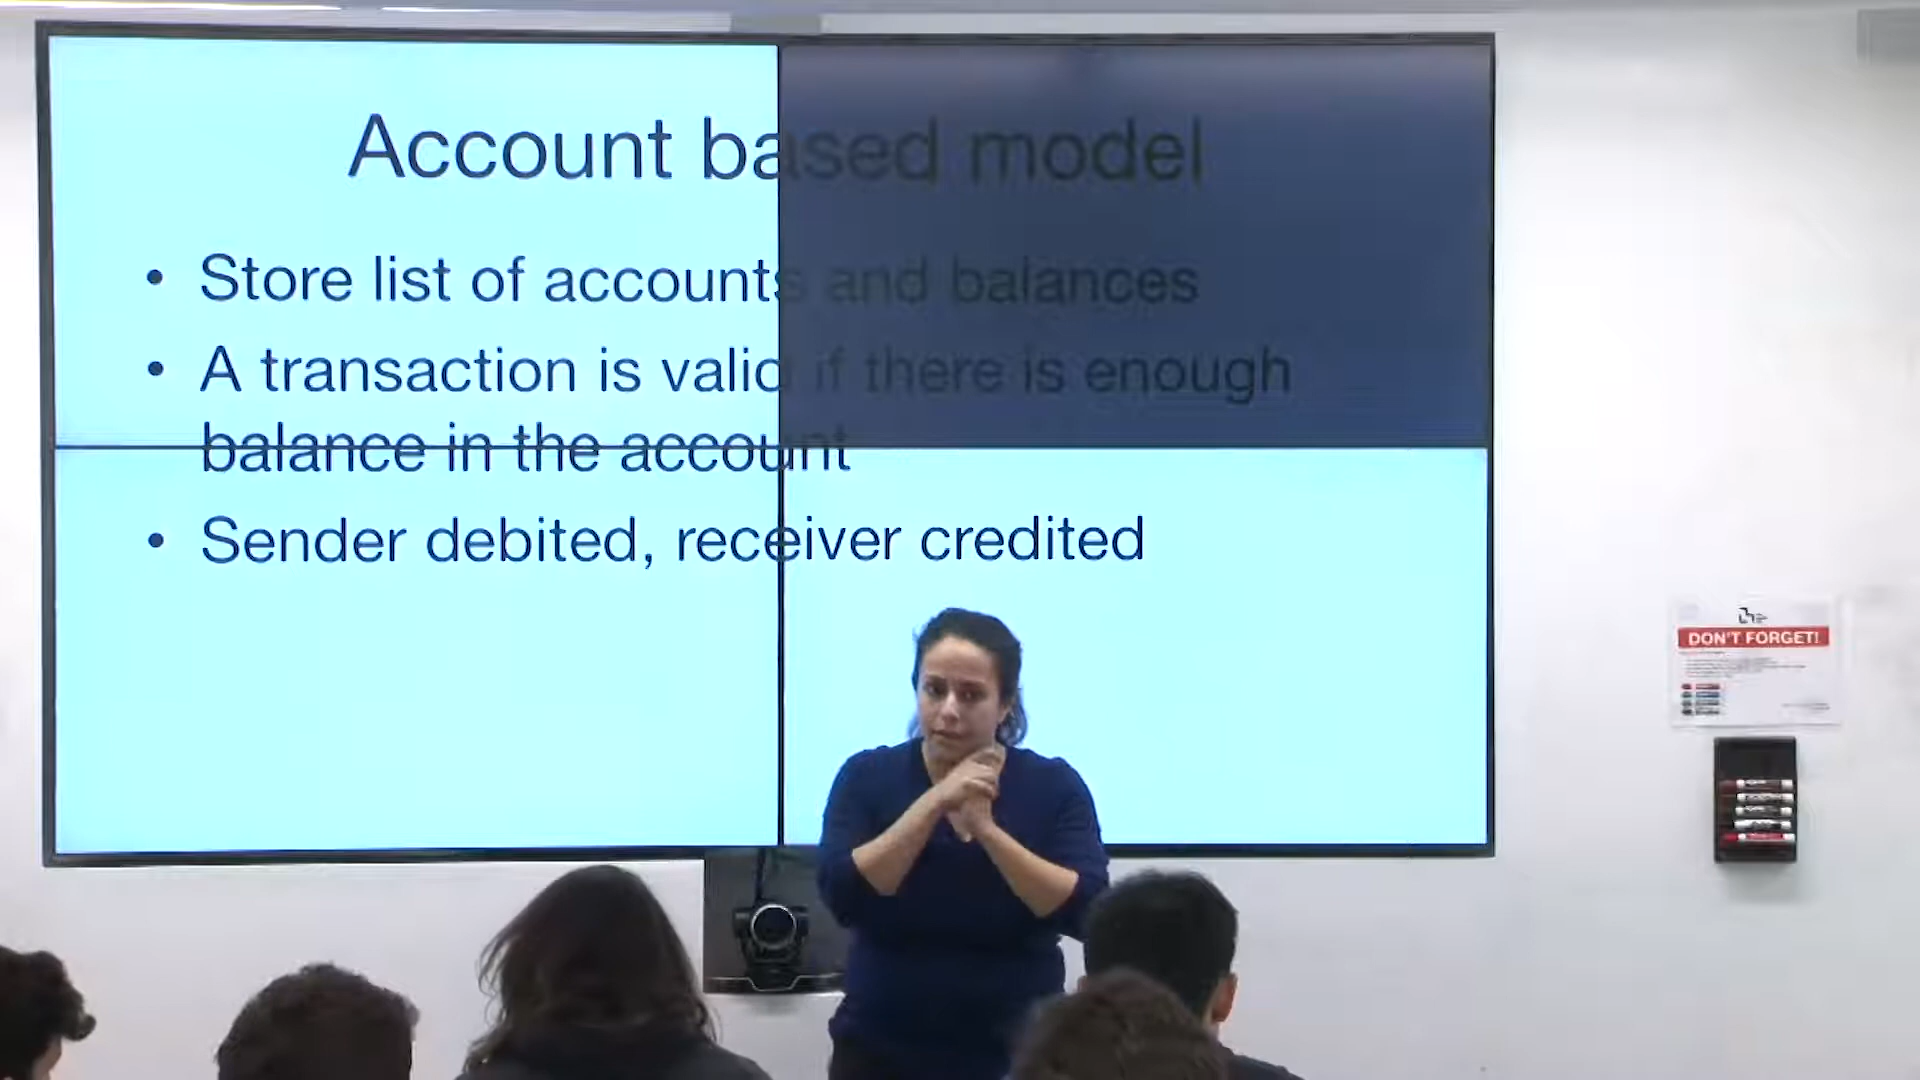 Account based model
• Store list of accounts and balances
• A transaction is valid if there is enough
balance in the account
• Sender debited, receiver credited
DON'T FORGET!